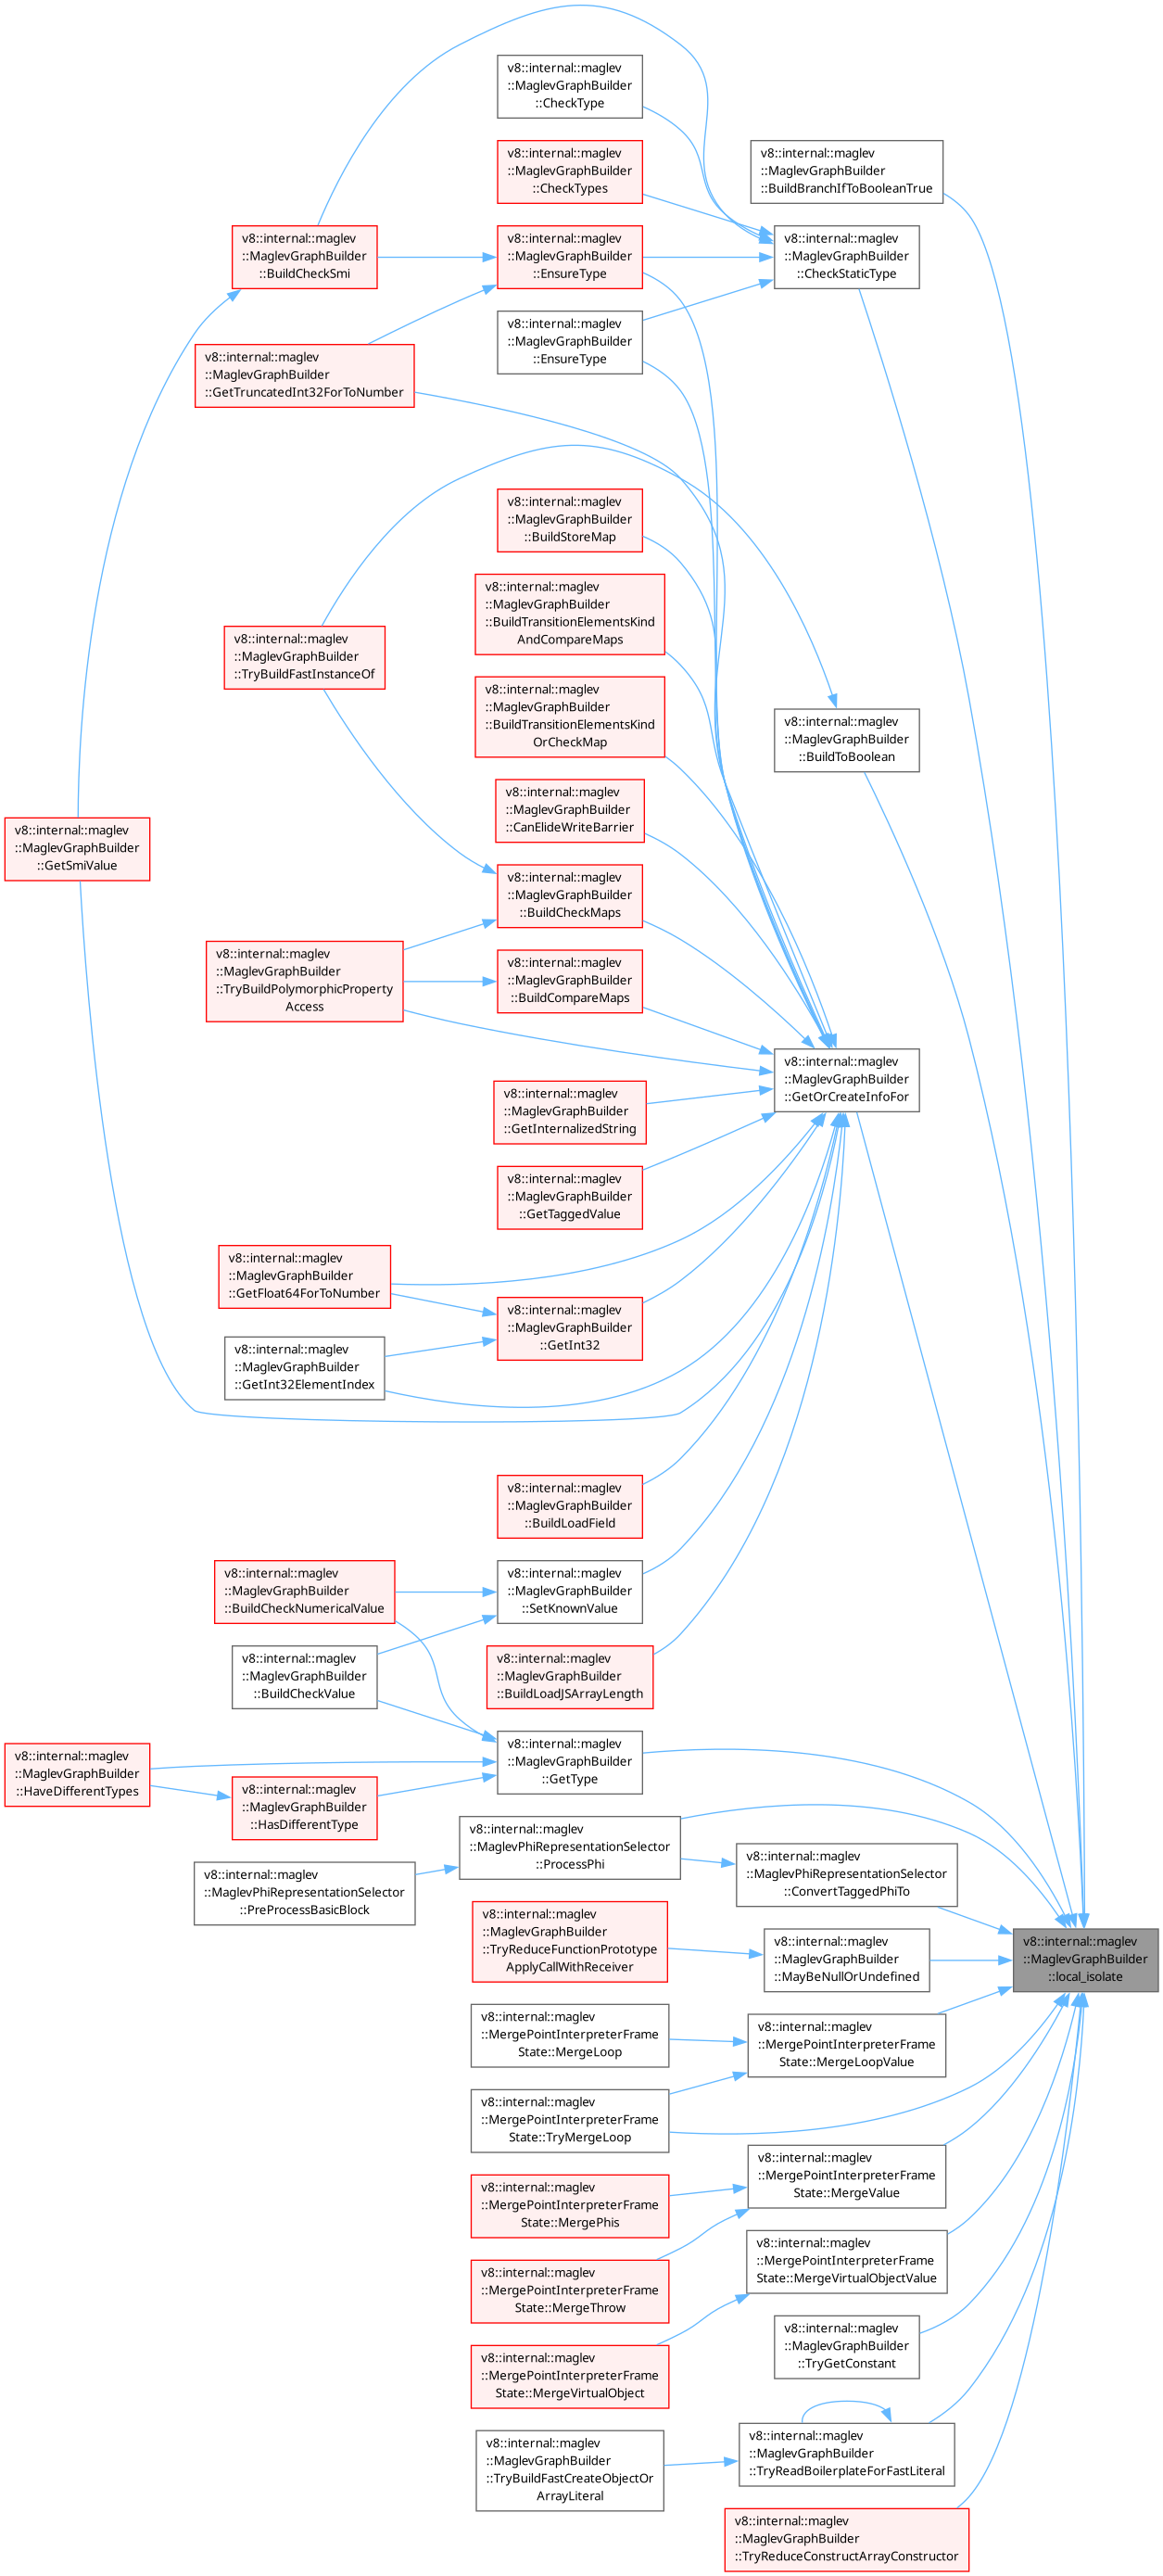 v8::internal::maglev
::MaglevGraphBuilder
::CheckType
v8::internal::maglev
::MaglevGraphBuilder
::CheckTypes
v8::internal::maglev
::MaglevGraphBuilder
::BuildBranchIfToBooleanTrue
v8::internal::maglev
::MaglevGraphBuilder
::BuildCheckSmi
v8::internal::maglev
::MaglevGraphBuilder
::EnsureType
v8::internal::maglev
::MaglevGraphBuilder
::CheckStaticType
v8::internal::maglev
::MaglevGraphBuilder
::EnsureType
v8::internal::maglev
::MaglevGraphBuilder
::GetTruncatedInt32ForToNumber
v8::internal::maglev
::MaglevGraphBuilder
::BuildStoreMap
v8::internal::maglev
::MaglevGraphBuilder
::BuildTransitionElementsKind
AndCompareMaps
v8::internal::maglev
::MaglevGraphBuilder
::TryBuildFastInstanceOf
v8::internal::maglev
::MaglevGraphBuilder
::BuildTransitionElementsKind
OrCheckMap
v8::internal::maglev
::MaglevGraphBuilder
::BuildToBoolean
v8::internal::maglev
::MaglevGraphBuilder
::CanElideWriteBarrier
v8::internal::maglev
::MaglevGraphBuilder
::GetSmiValue
v8::internal::maglev
::MaglevGraphBuilder
::BuildCheckMaps
v8::internal::maglev
::MaglevGraphBuilder
::TryBuildPolymorphicProperty
Access
v8::internal::maglev
::MaglevGraphBuilder
::BuildCompareMaps
v8::internal::maglev
::MaglevGraphBuilder
::GetOrCreateInfoFor
v8::internal::maglev
::MaglevGraphBuilder
::GetInternalizedString
v8::internal::maglev
::MaglevGraphBuilder
::GetTaggedValue
v8::internal::maglev
::MaglevGraphBuilder
::GetFloat64ForToNumber
v8::internal::maglev
::MaglevGraphBuilder
::GetInt32
v8::internal::maglev
::MaglevGraphBuilder
::GetInt32ElementIndex
v8::internal::maglev
::MaglevGraphBuilder
::BuildLoadField
v8::internal::maglev
::MaglevGraphBuilder
::BuildCheckNumericalValue
v8::internal::maglev
::MaglevGraphBuilder
::SetKnownValue
v8::internal::maglev
::MaglevGraphBuilder
::BuildCheckValue
v8::internal::maglev
::MaglevGraphBuilder
::BuildLoadJSArrayLength
v8::internal::maglev
::MaglevGraphBuilder
::HaveDifferentTypes
v8::internal::maglev
::MaglevGraphBuilder
::HasDifferentType
v8::internal::maglev
::MaglevGraphBuilder
::GetType
v8::internal::maglev
::MaglevPhiRepresentationSelector
::ProcessPhi
v8::internal::maglev
::MaglevPhiRepresentationSelector
::PreProcessBasicBlock
v8::internal::maglev
::MaglevPhiRepresentationSelector
::ConvertTaggedPhiTo
v8::internal::maglev
::MaglevGraphBuilder
::TryReduceFunctionPrototype
ApplyCallWithReceiver
v8::internal::maglev
::MaglevGraphBuilder
::MayBeNullOrUndefined
v8::internal::maglev
::MaglevGraphBuilder
::local_isolate
v8::internal::maglev
::MergePointInterpreterFrame
State::MergeLoop
v8::internal::maglev
::MergePointInterpreterFrame
State::MergeLoopValue
v8::internal::maglev
::MergePointInterpreterFrame
State::TryMergeLoop
v8::internal::maglev
::MergePointInterpreterFrame
State::MergeValue
v8::internal::maglev
::MergePointInterpreterFrame
State::MergePhis
v8::internal::maglev
::MergePointInterpreterFrame
State::MergeThrow
v8::internal::maglev
::MergePointInterpreterFrame
State::MergeVirtualObjectValue
v8::internal::maglev
::MergePointInterpreterFrame
State::MergeVirtualObject
v8::internal::maglev
::MaglevGraphBuilder
::TryGetConstant
v8::internal::maglev
::MaglevGraphBuilder
::TryReadBoilerplateForFastLiteral
v8::internal::maglev
::MaglevGraphBuilder
::TryBuildFastCreateObjectOr
ArrayLiteral
v8::internal::maglev
::MaglevGraphBuilder
::TryReduceConstructArrayConstructor